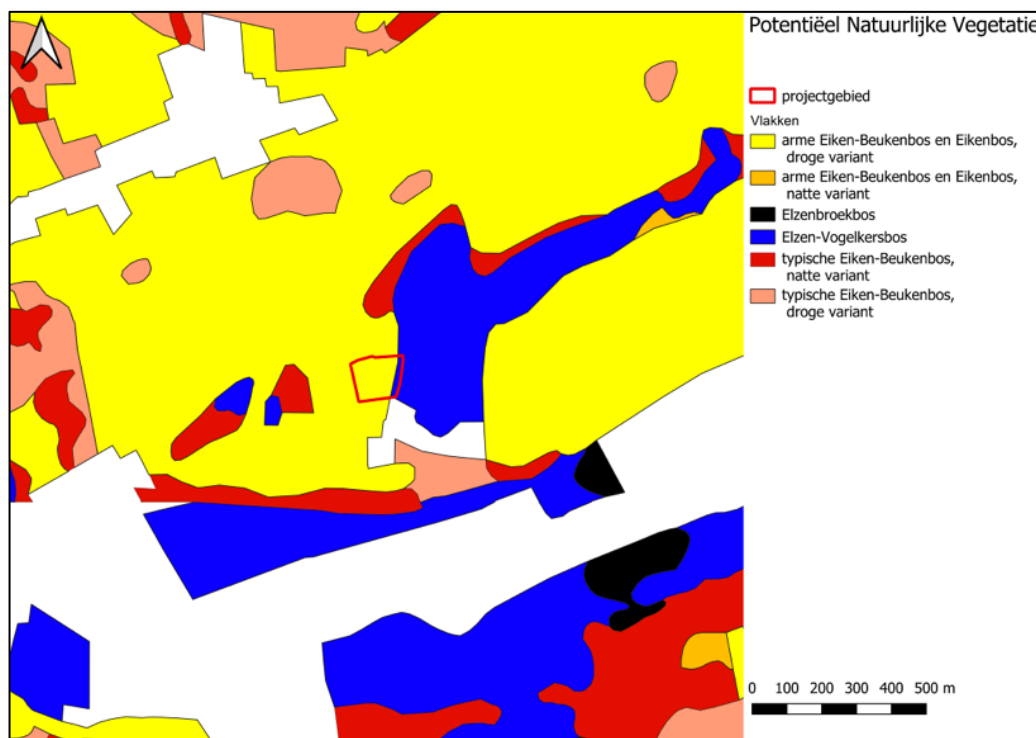 Potentiëel Natuurlijke Vegetatie
projectgebied
Vlakken
arme Eiken-Beukenbos en Eikenbos,
droge variant
arme Eiken-Beukenbos en Eikenbos,
natte variant
Elzenbroekbos
Elzen-Vogelkersbos
typische Eiken-Beukenbos,
natte variant
typische Eiken-Beukenbos,
droge variant
0 100 200 300 400 500 m